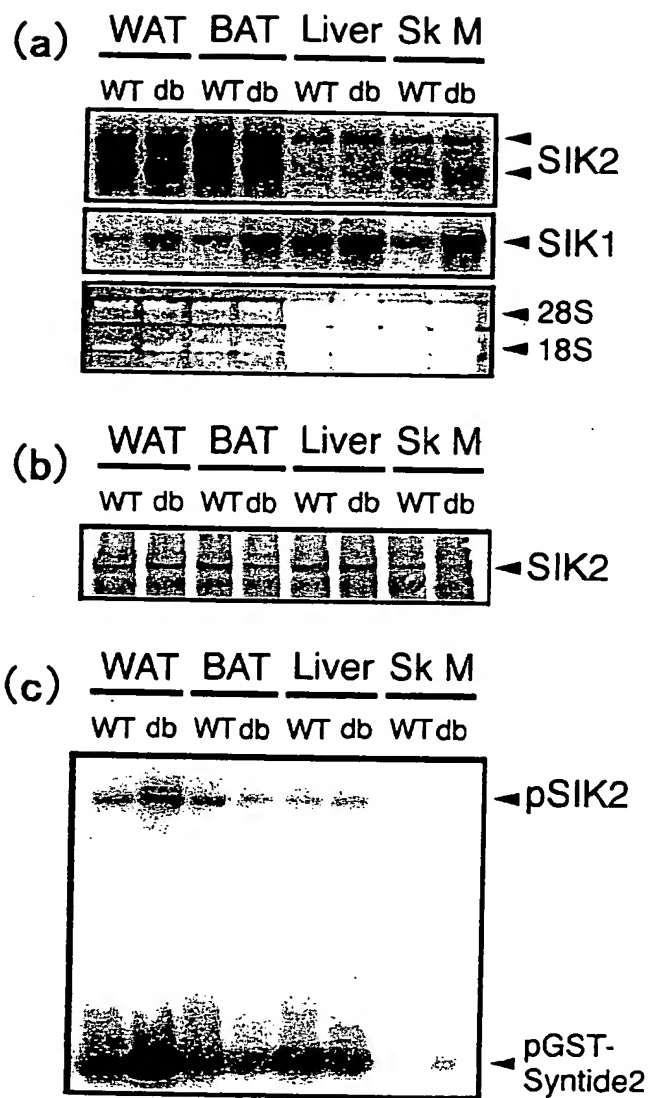 (a)
WAT BAT Liver Sk M
WT db WT db WT db WT db
SIK2
SIK1
28S
18S
(b)
WAT BAT Liver Sk M
WT db WT db WT db WT db
SIK2
(c)
WAT BAT Liver Sk M
WT db WT db WT db WT db
pSIK2
pGST-
Syntide2